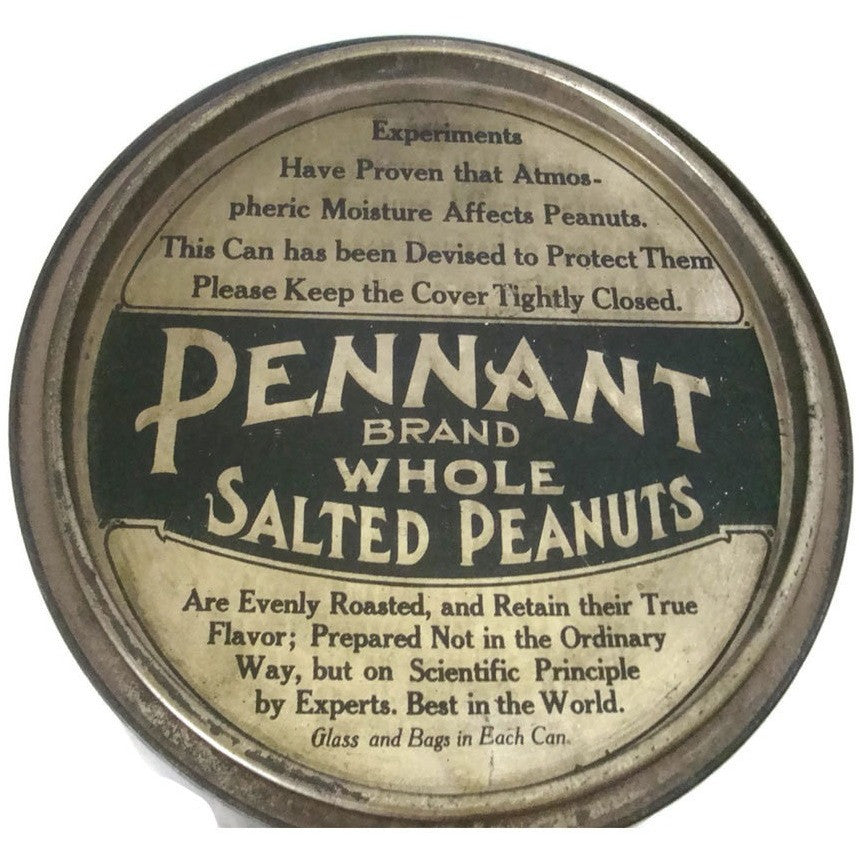 Experiments
Have Proven that Atmos-
pheric Moisture Affects Peanuts.
This Can has been Devised to Protect Them
Please Keep the Cover Tightly Closed.
PENNANT
BRAND
WHOLE
SALTED PEANUTS
Are Evenly Roasted, and Retain their True
Flavor; Prepared Not in the Ordinary
Way, but on Scientific Principle
by Experts. Best in the World.
Glass and Bags in Each Can.